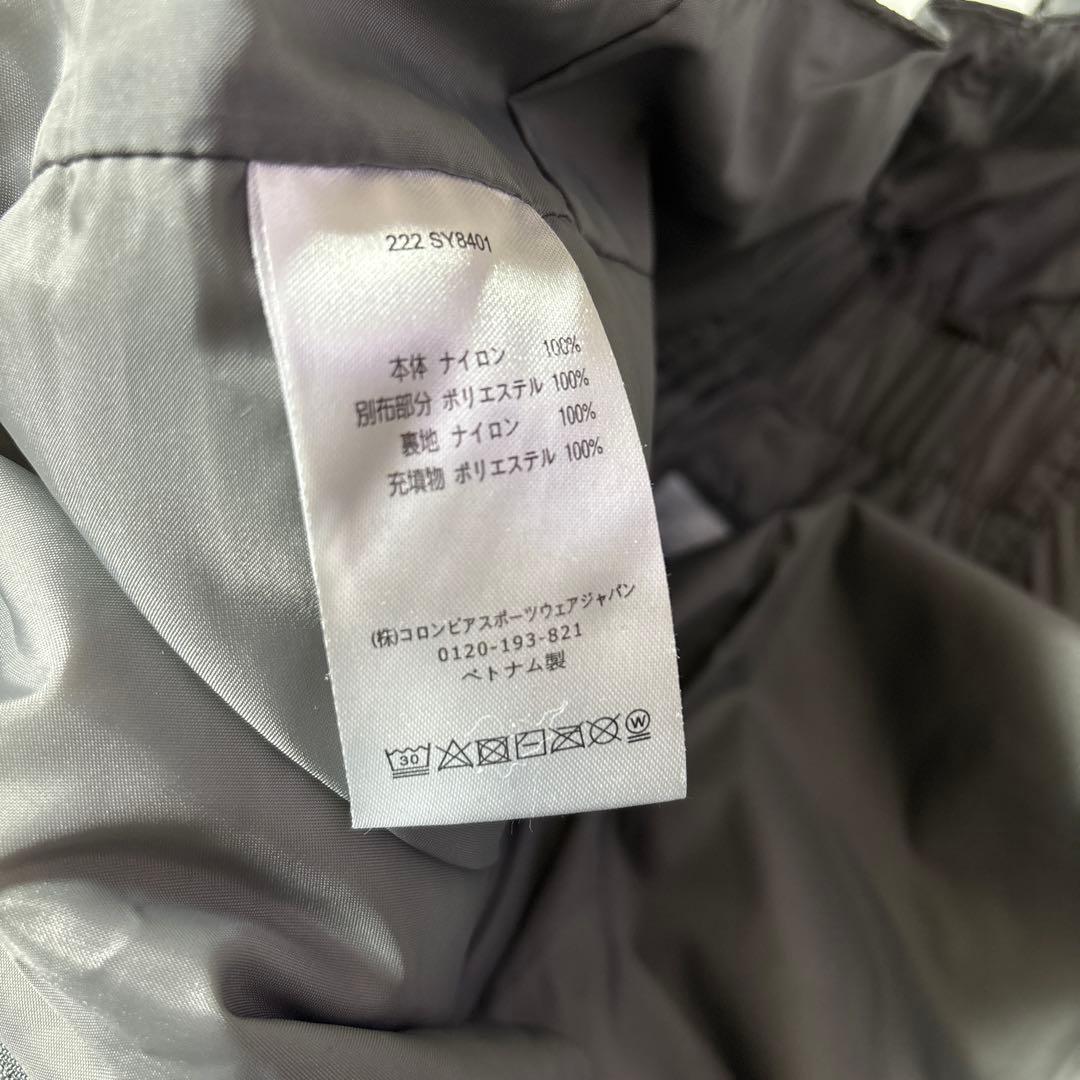 222 SY8401
本体 ナイロン 100%
別布部分 ポリエステル 100%
裏地 ナイロン 100%
充填物 ポリエステル 100%
(株)コロンビアスポーツウェアジャパン
0120-193-821
ベトナム製
30 W